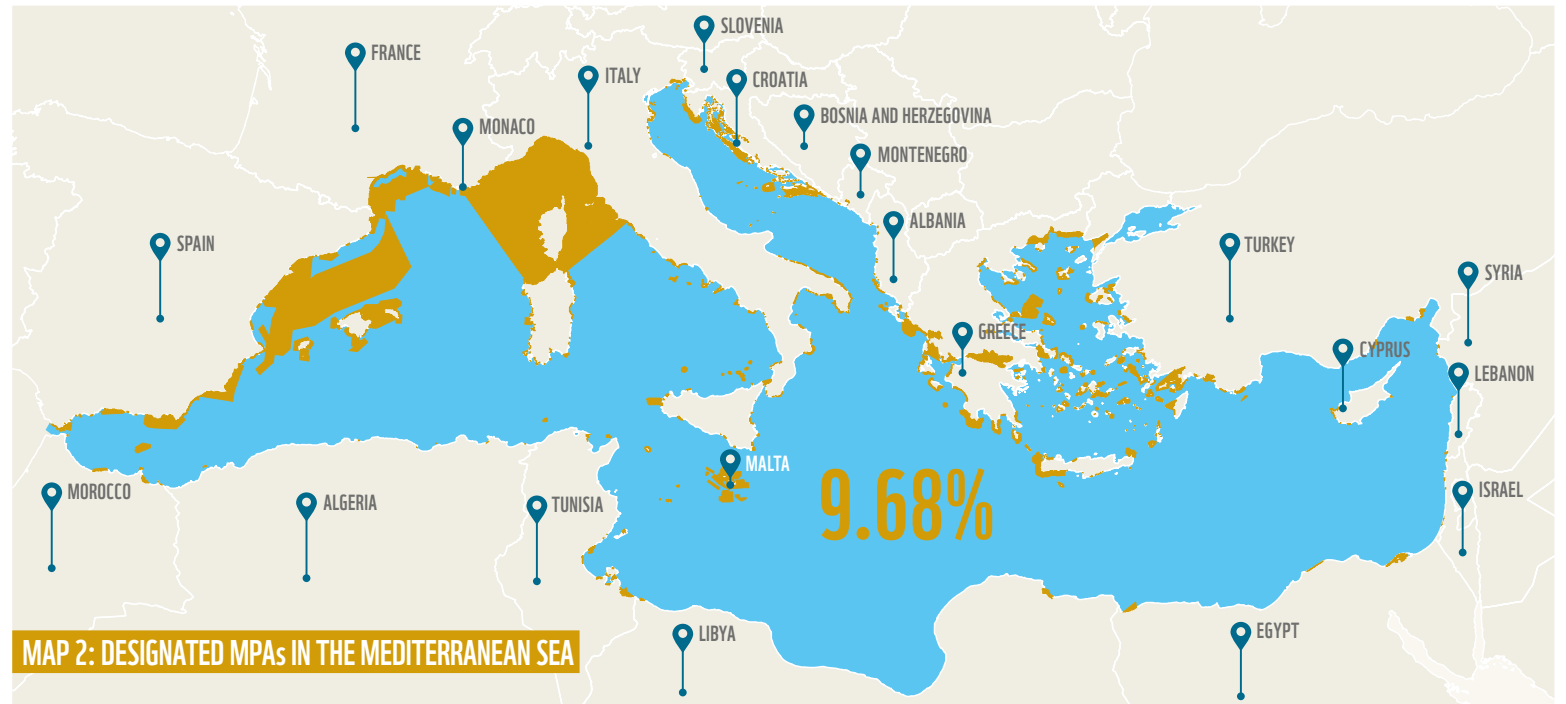 SLOVENIA
FRANCE
ITALY
CROATIA
BOSNIA AND HERZEGOVINA
MONACO
MONTENEGRO
ALBANIA
SPAIN
TURKEY
SYRIA
GREECE
CYPRUS
LEBANON
MALTA
9.68%
MOROCCO
ALGERIA
TUNISIA
ISRAEL
LIBYA
EGYPT
MAP 2: DESIGNATED MPAs IN THE MEDITERRANEAN SEA